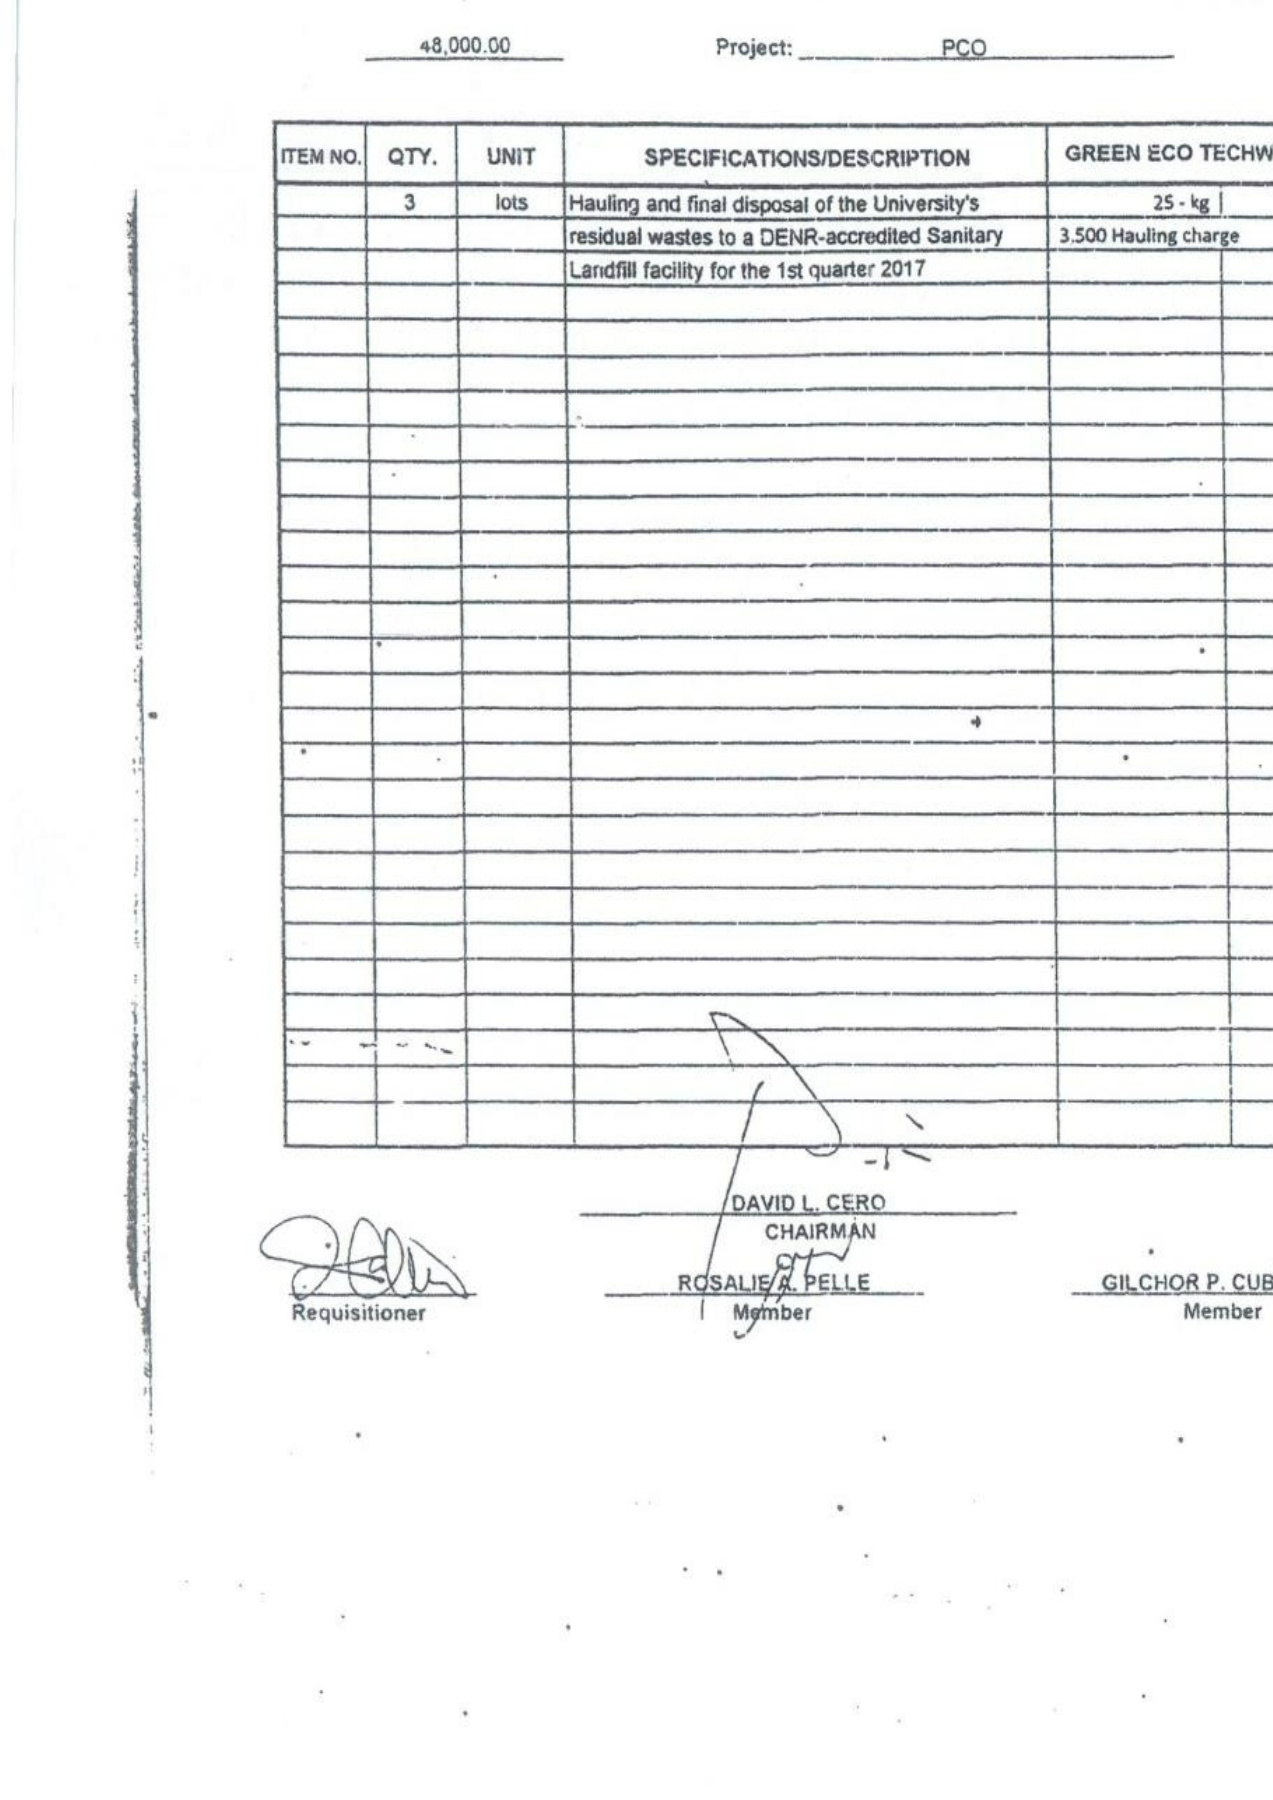 48,000.00 Project: PCO
ITEM NO. QTY. UNIT SPECIFICATIONS/DESCRIPTION GREEN ECO TECHW
3 lots Hauling and final disposal of the University's 25 - kg
residual wastes to a DENR-accredited Sanitary 3.500 Hauling charge
Landfill facility for the 1st quarter 2017
DAVID L. CERO
CHAIRMAN
ROSALIE A. PELLE GILCHOR P. CUB
Requisitioner Member Member